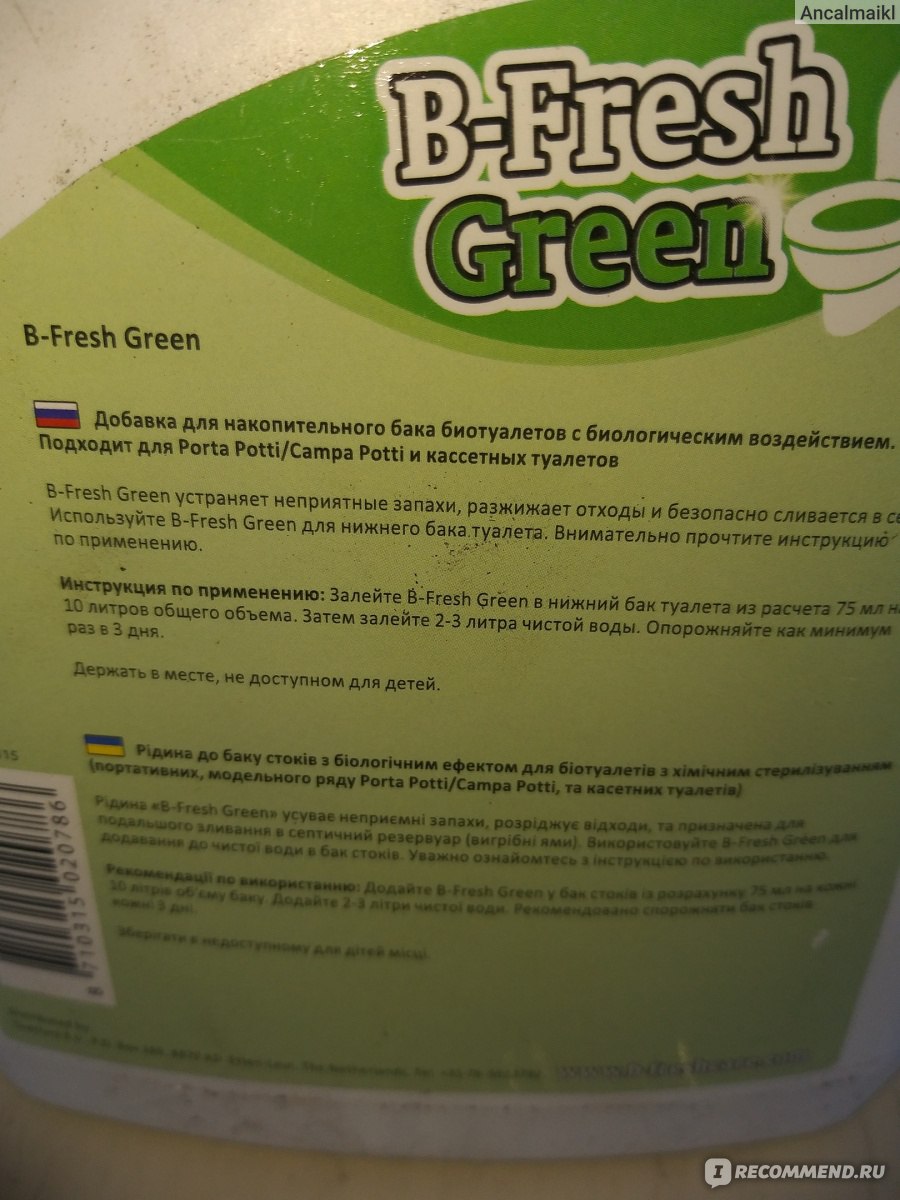 Ancalmaikl
B-Fresh
Green
B-Fresh Green
Добавка для накопительного бака биотуалетов с биологическим воздействием.
Подходит для Porta Potti/Campa Potti и кассетных туалетов
B-Fresh Green устраняет неприятные запахи, разжижает отходы и безопасно сливается в
Используйте B-Fresh Green для нижнего бака туалета. Внимательно прочтите инструкцию
по применению.
Инструкция по применению: Залейте B-Fresh Green в нижний бак туалета из расчета 75 мл
10 литров общего объема. Затем залейте 2-3 литра чистой воды. Опорожняйте как минимум
раз в 3 дня.
Держать в месте, не доступном для детей.
Рідина до баку стоків з біологічним ефектом для біотуалетів з хімічним стерилізуванням
(портативних, модельного ряду Porta Potti/Campa Potti, та касетних туалетів)
Рідина «B-Fresh Green» усуває неприємні запахи, розріджує відходи, та призначена для
подальшого зливання в септичний резервуар (вигрібні ями). Використовуйте B-Fresh Green для
додавання до чистої води в бак стоків. Уважно ознайомтесь з інструкцією по використанню.
Рекомендації по використанню: Додайте B-Fresh Green у бак стоків із розрахунку 75 мл на кожні
10 літрів об'єму баку. Додайте 2-3 літри чистої води. Рекомендовано спорожняти бак стоків
кожні 3 дні.
Зберігати в недоступному для дітей місці.
8 710315 020786
The Netherlands
I RECOMMEND.RU